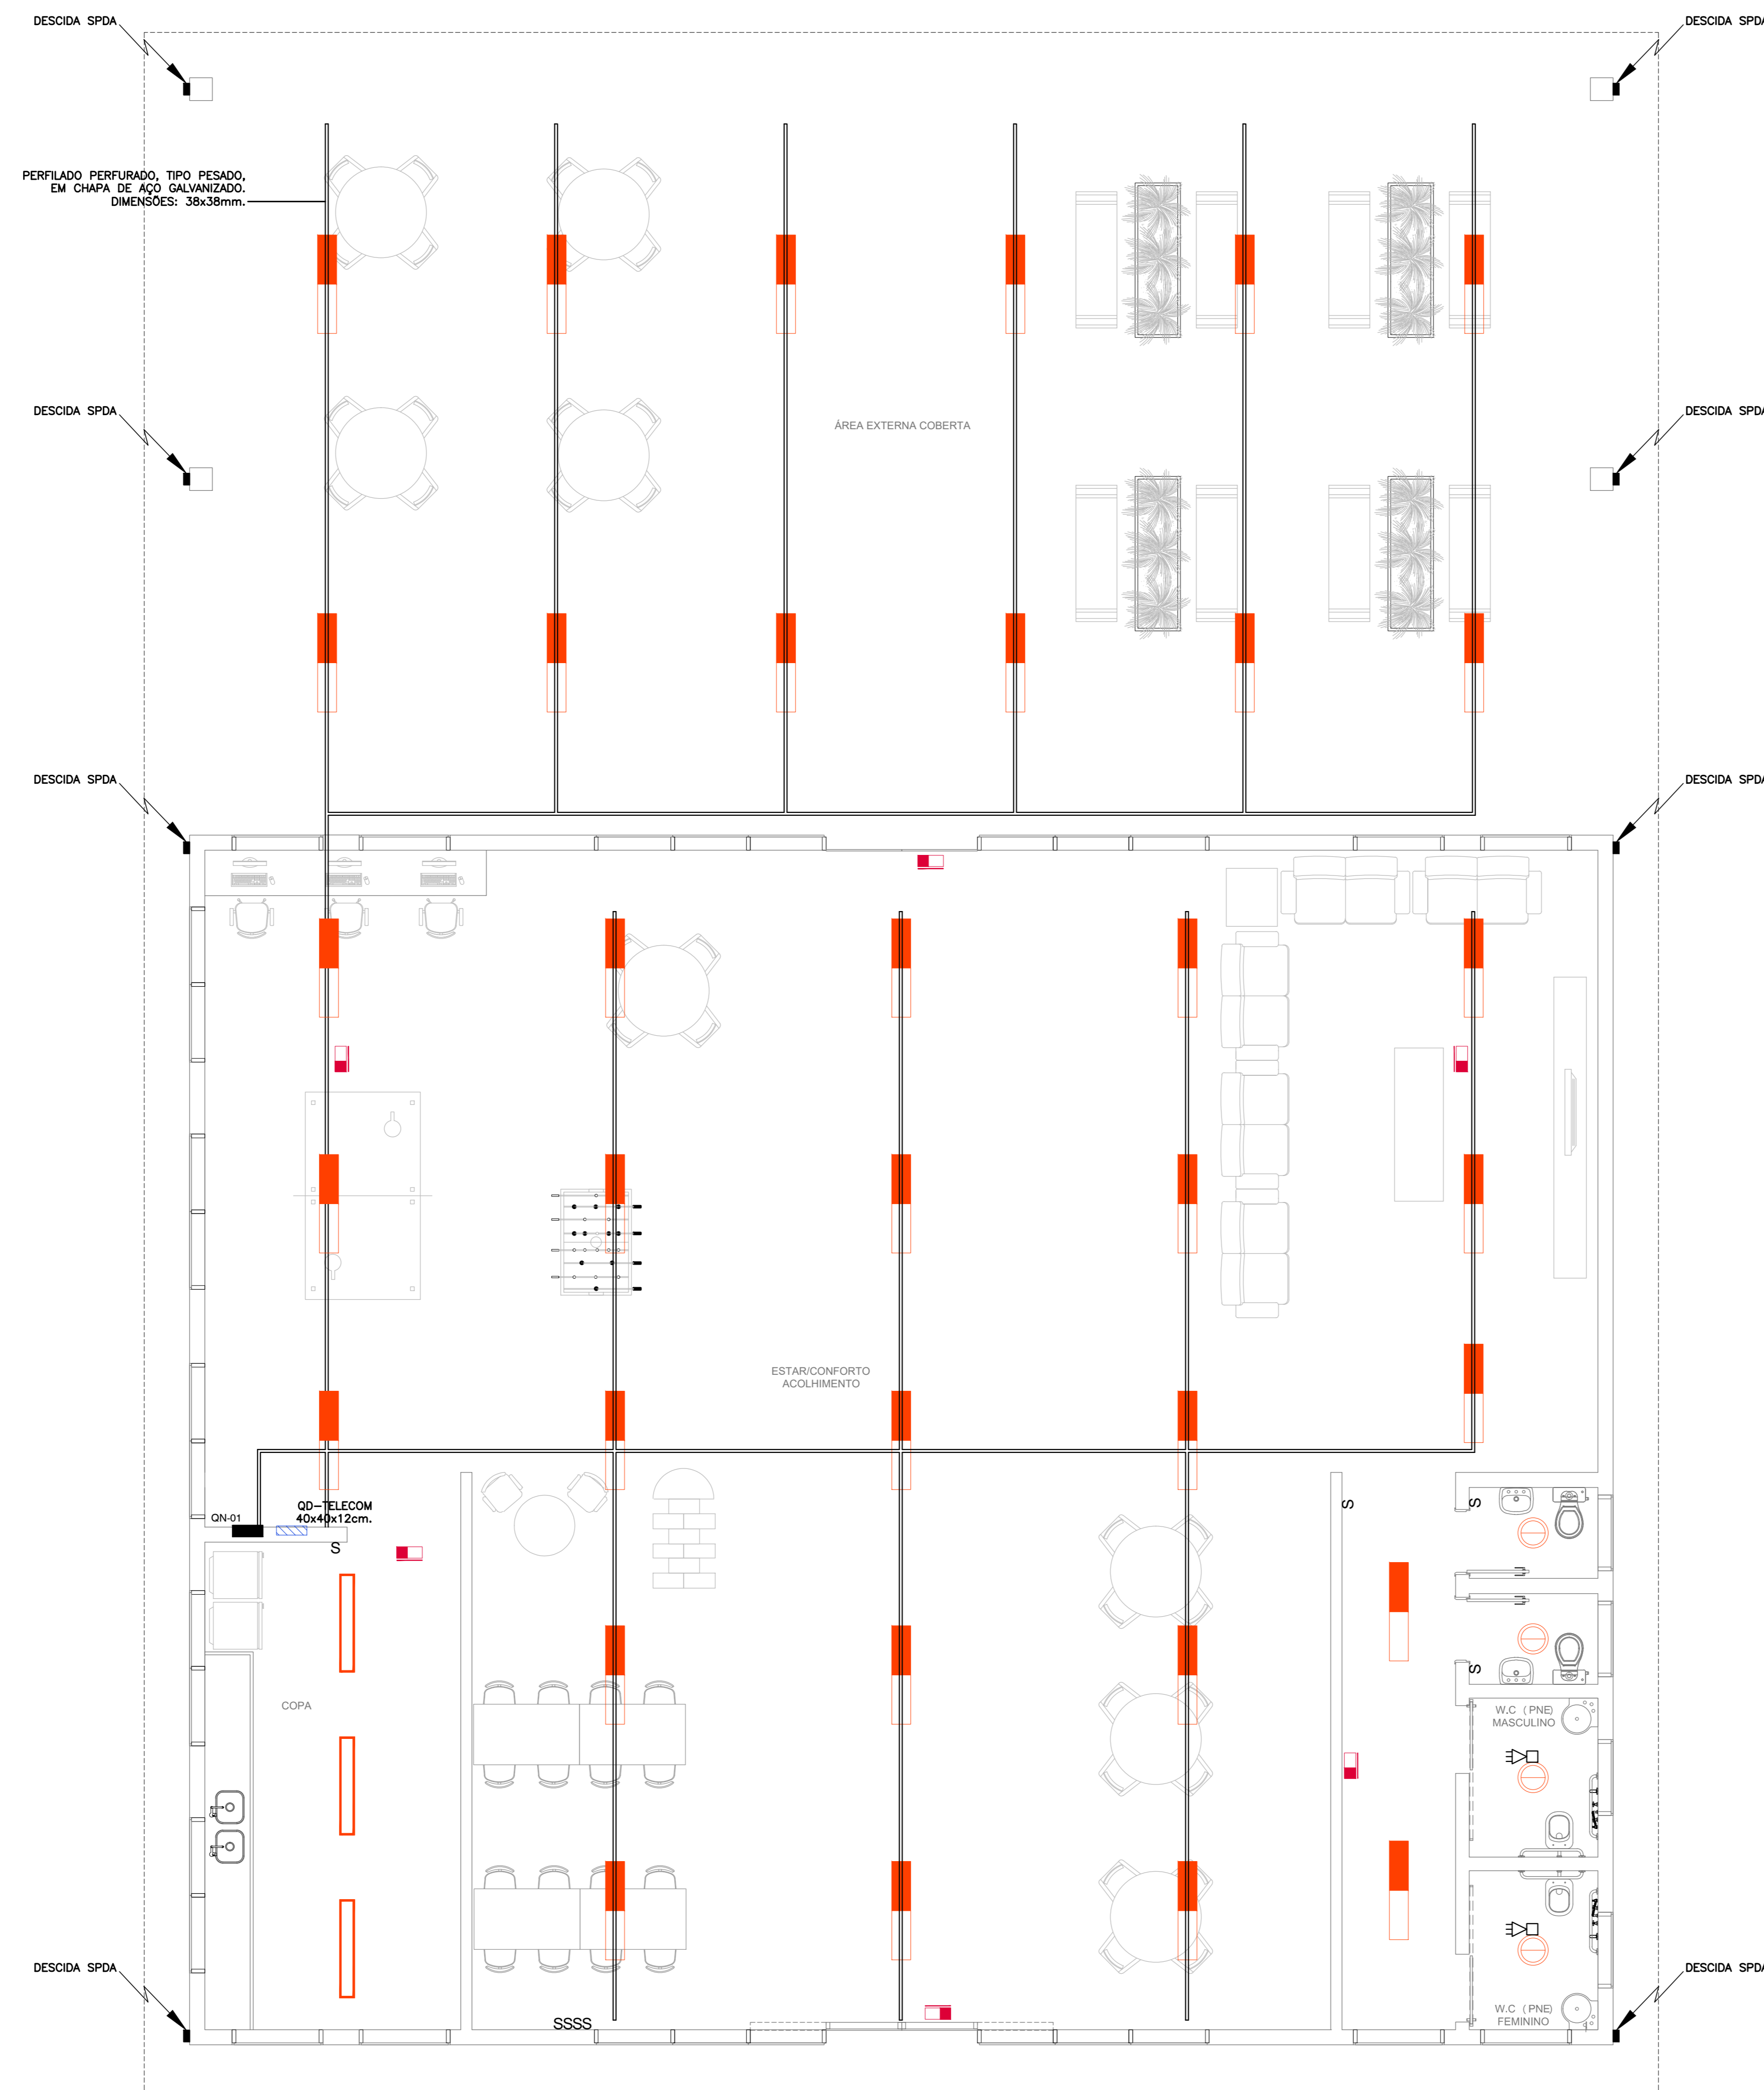 DESCIDA SPDA
DESCIDA SPDA
PERFILADO PERFURADO, TIPO PESADO,
EM CHAPA DE AÇO GALVANIZADO.
DIMENSÕES: 38x38mm.
DESCIDA SPDA
DESCIDA SPDA
ÁREA EXTERNA COBERTA
DESCIDA SPDA
DESCIDA SPDA
ESTAR/CONFORTO
ACOLHIMENTO
QN-01
QD-TELECOM
40x40x12cm.
S
S
S
S
COPA
W.C (PNE)
MASCULINO
DESCIDA SPDA
DESCIDA SPDA
W.C (PNE)
FEMININO
SSSS